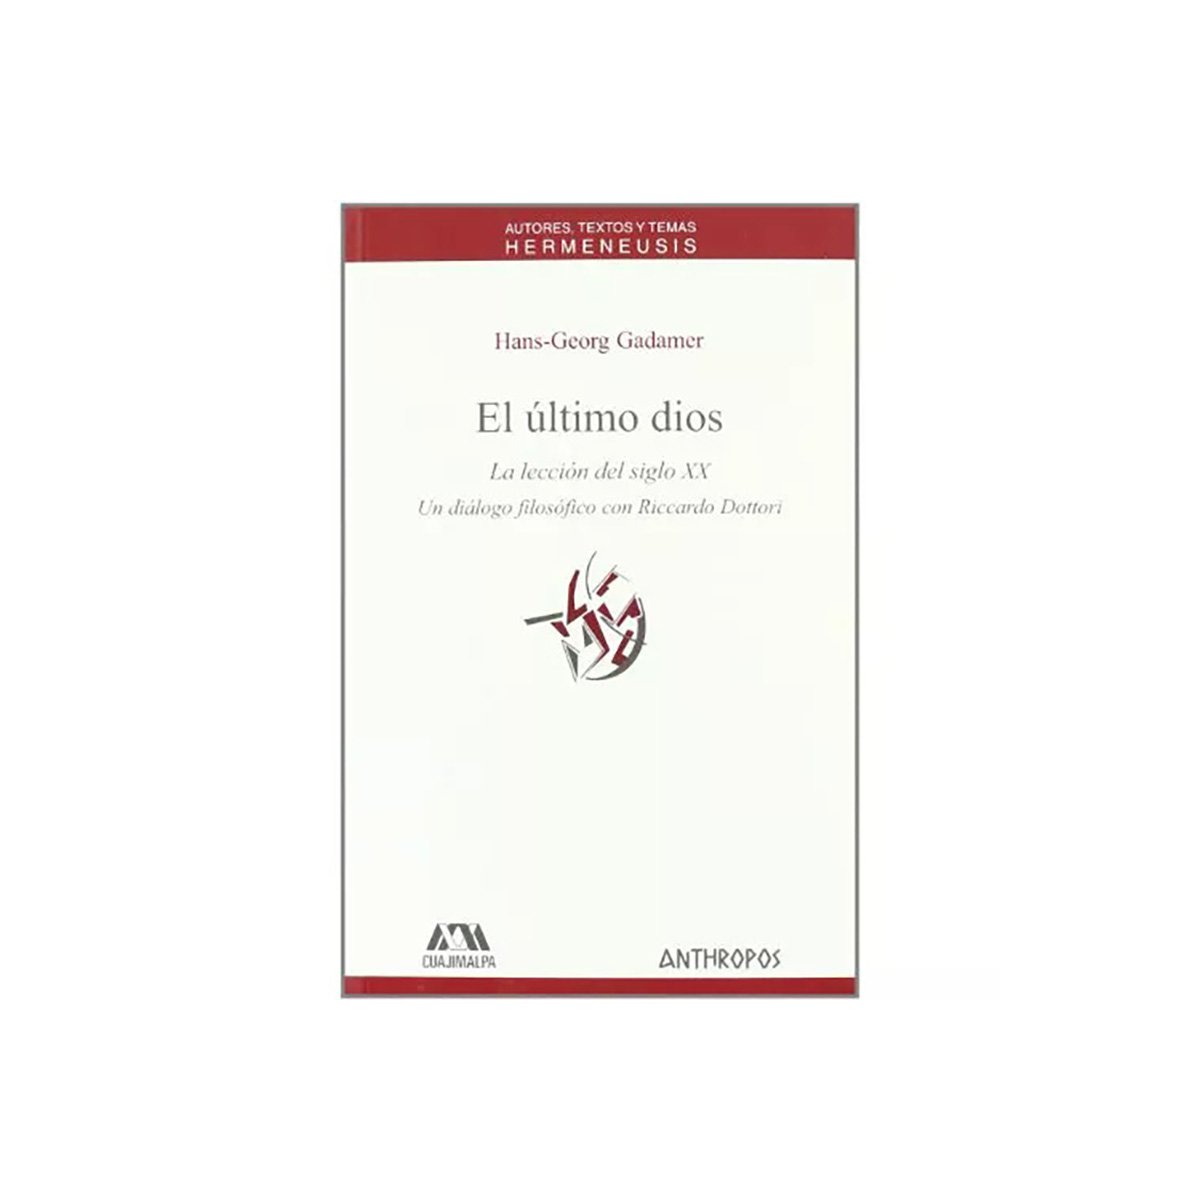 AUTORES, TEXTOS Y TEMAS
HERMENEUSIS
Hans-Georg Gadamer
El último dios
La lección del siglo XX
Un diálogo filosófico con Riccardo Dottori
CUAJIMALPA
ANTHROPOS